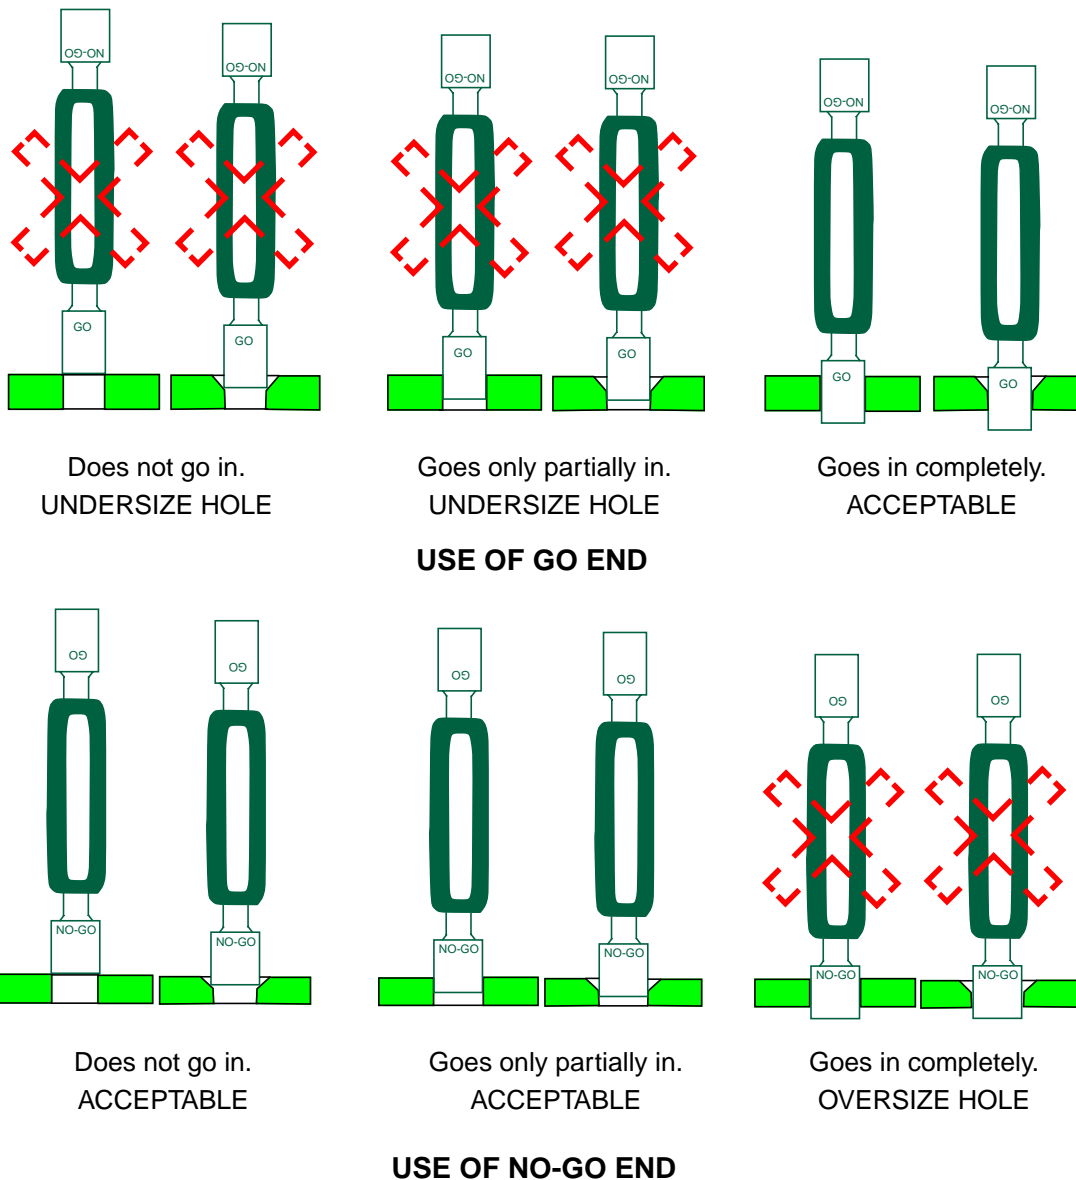 NO-GO NO-GO NO-GO NO-GO NO-GO NO-GO
GO GO GO GO GO GO
Does not go in. Goes only partially in. Goes in completely.
UNDERSIZE HOLE UNDERSIZE HOLE ACCEPTABLE
USE OF GO END
GO GO GO GO GO GO
NO-GO NO-GO NO-GO NO-GO NO-GO NO-GO
Does not go in. Goes only partially in. Goes in completely.
ACCEPTABLE ACCEPTABLE OVERSIZE HOLE
USE OF NO-GO END